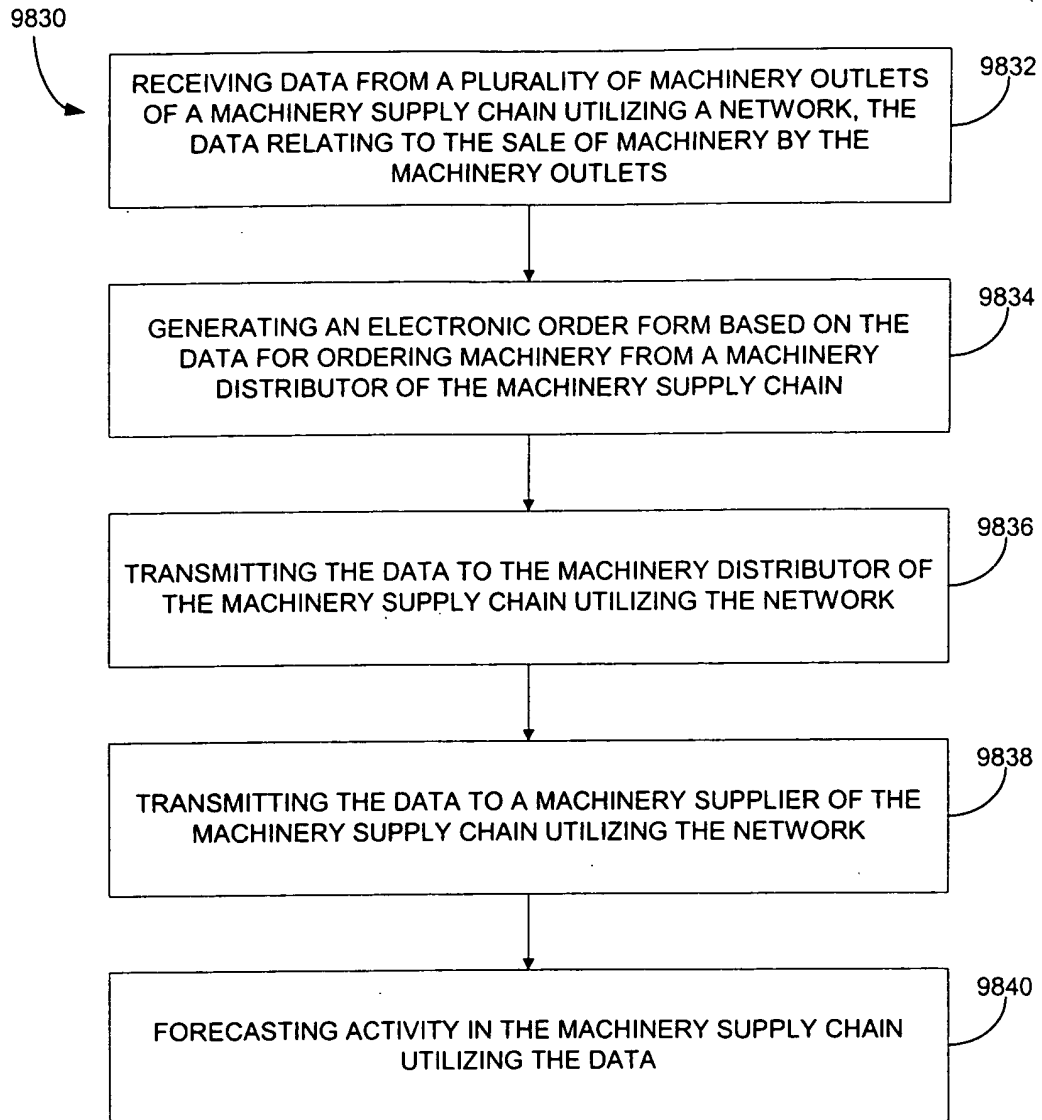 9830
RECEIVING DATA FROM A PLURALITY OF MACHINERY OUTLETS
OF A MACHINERY SUPPLY CHAIN UTILIZING A NETWORK, THE
DATA RELATING TO THE SALE OF MACHINERY BY THE
MACHINERY OUTLETS
9832
GENERATING AN ELECTRONIC ORDER FORM BASED ON THE
DATA FOR ORDERING MACHINERY FROM A MACHINERY
DISTRIBUTOR OF THE MACHINERY SUPPLY CHAIN
9834
TRANSMITTING THE DATA TO THE MACHINERY DISTRIBUTOR OF
THE MACHINERY SUPPLY CHAIN UTILIZING THE NETWORK
9836
TRANSMITTING THE DATA TO A MACHINERY SUPPLIER OF THE
MACHINERY SUPPLY CHAIN UTILIZING THE NETWORK
9838
FORECASTING ACTIVITY IN THE MACHINERY SUPPLY CHAIN
UTILIZING THE DATA
9840